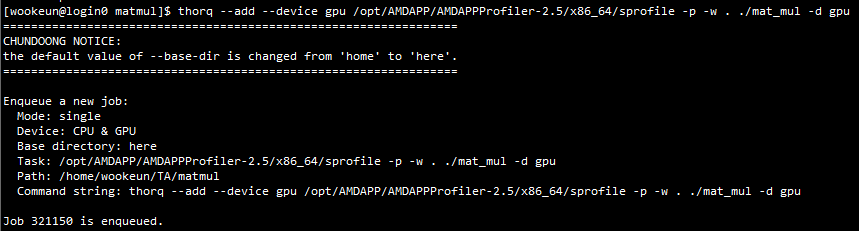 [wookeun@login0 matmul]$ thorq --add --device gpu /opt/AMDAPP/AMDAPPProfiler-2.5/x86_64/sprofile -p -w . ./mat_mul -d gpu
==================================================================
CHUNDOONG NOTICE:
the default value of --base-dir is changed from 'home' to 'here'.
==================================================================
Enqueue a new job:
Mode: single
Device: CPU & GPU
Base directory: here
Task: /opt/AMDAPP/AMDAPPProfiler-2.5/x86_64/sprofile -p -w . ./mat_mul -d gpu
Path: /home/wookeun/TA/matmul
Command string: thorq --add --device gpu /opt/AMDAPP/AMDAPPProfiler-2.5/x86_64/sprofile -p -w . ./mat_mul -d gpu
Job 321150 is enqueued.